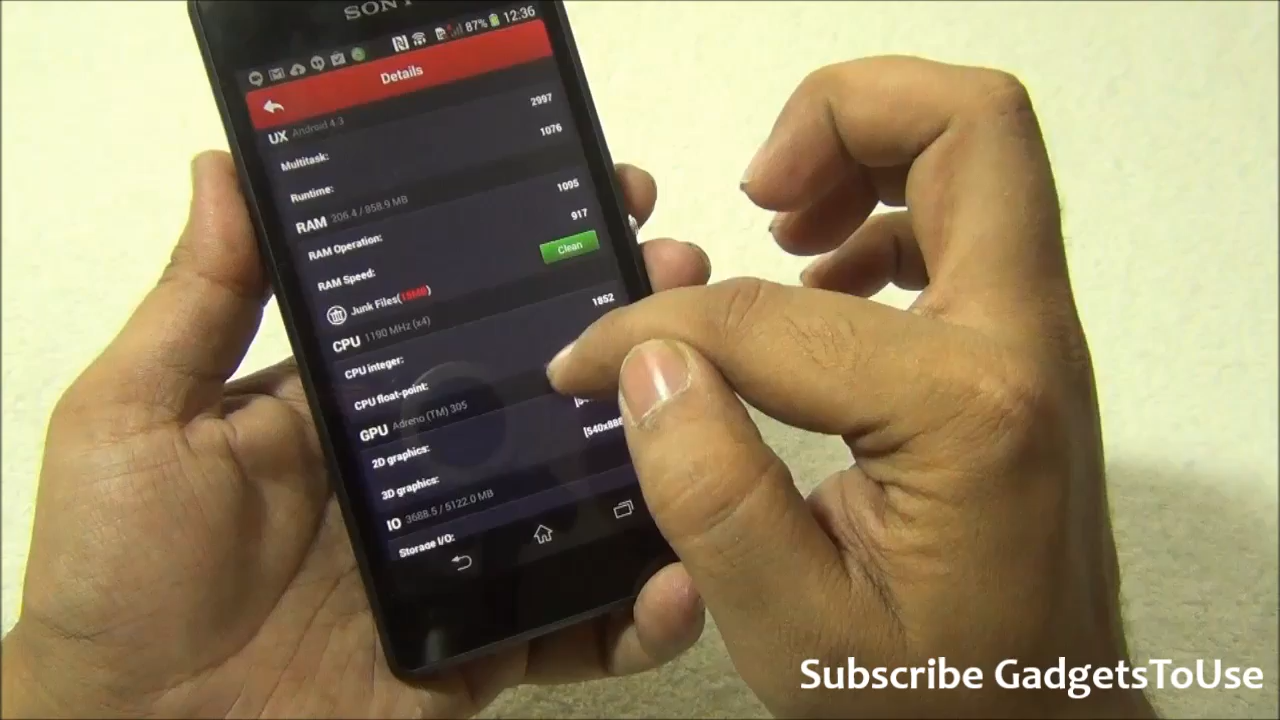 SONY
87% 12:36
Details
UX Android 4.3
2997
Multitask:
1076
Runtime:
RAM 206.4 / 858.9 MB
1095
RAM Operation:
917
RAM Speed:
Clean
Junk Files(
CPU 1190 MHz (x4)
1852
CPU integer:
CPU float-point:
GPU Adreno (TM) 305
2D graphics:
[540x888
3D graphics:
IO 3688.5 / 5122.0 MB
Storage I/O:
Subscribe GadgetsToUse